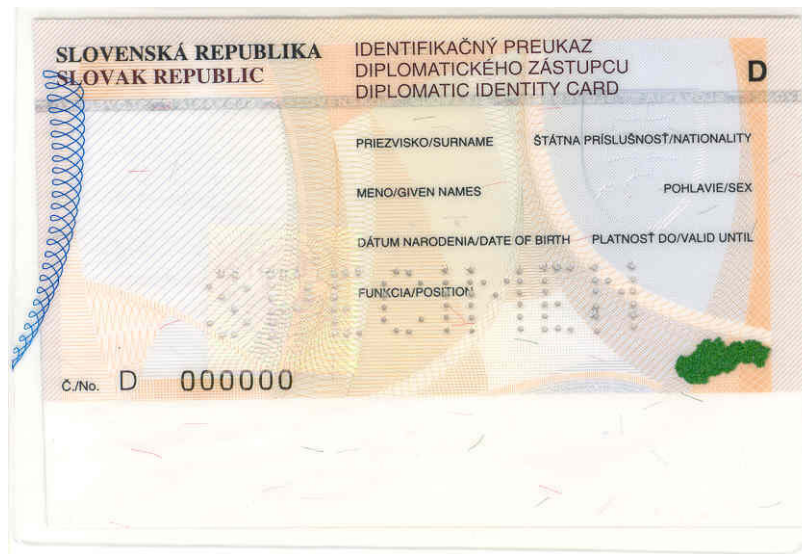 SLOVENSKÁ REPUBLIKA
SLOVAK REPUBLIC
IDENTIFIKAČNÝ PREUKAZ
DIPLOMATICKÉHO ZÁSTUPCU
DIPLOMATIC IDENTITY CARD
D
PRIEZVISKO/SURNAME
ŠTÁTNA PRÍSLUŠNOSŤ/NATIONALITY
MENO/GIVEN NAMES
POHLAVIE/SEX
DÁTUM NARODENIA/DATE OF BIRTH
PLATNOSŤ DO/VALID UNTIL
FUNKCIA/POSITION
Č./No. D 000000